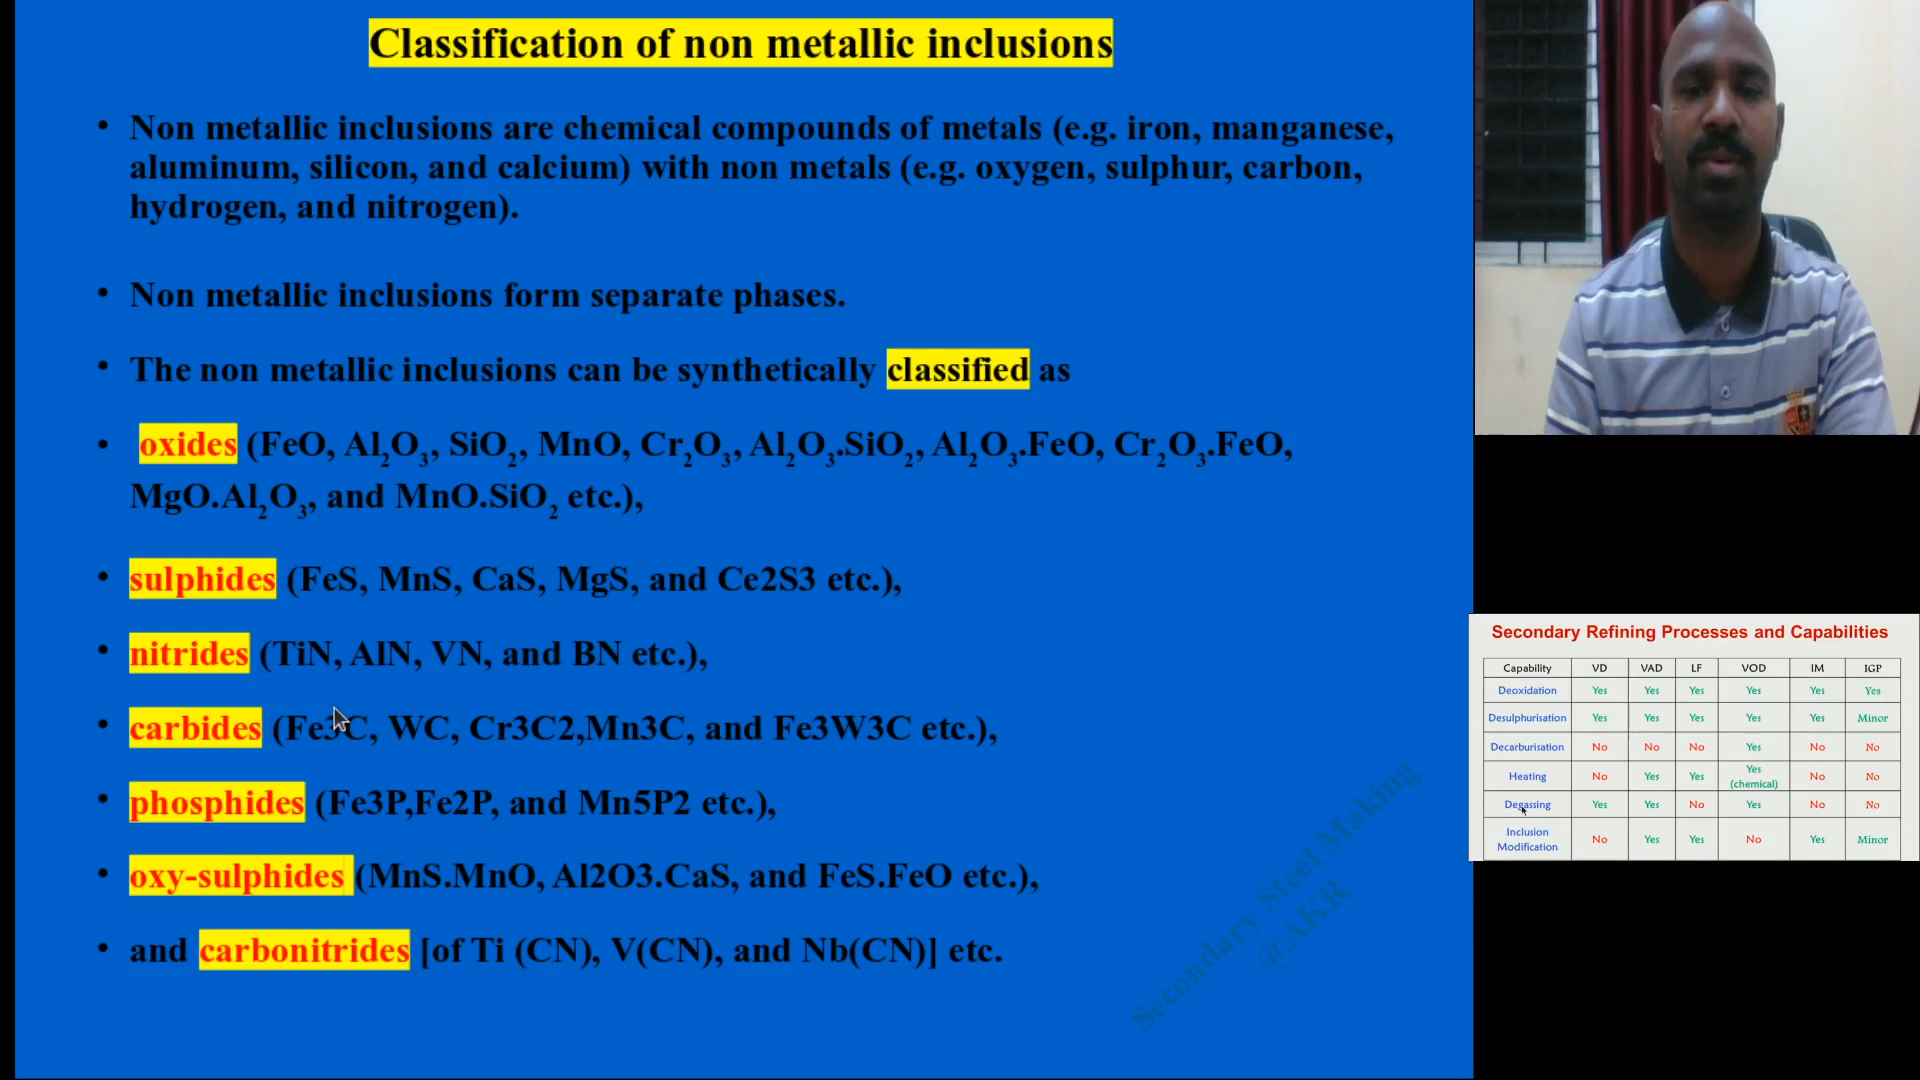 Classification of non metallic inclusions
• Non metallic inclusions are chemical compounds of metals (e.g. iron, manganese,
aluminum, silicon, and calcium) with non metals (e.g. oxygen, sulphur, carbon,
hydrogen, and nitrogen).
• Non metallic inclusions form separate phases.
• The non metallic inclusions can be synthetically classified as
• oxides (FeO, Al₂O₃, SiO₂, MnO, Cr₂O₃, Al₂O₃.SiO₂, Al₂O₃.FeO, Cr₂O₃.FeO,
MgO.Al₂O₃, and MnO.SiO₂ etc.),
• sulphides (FeS, MnS, CaS, MgS, and Ce2S3 etc.),
• nitrides (TiN, AlN, VN, and BN etc.),
• carbides (Fe3C, WC, Cr3C2,Mn3C, and Fe3W3C etc.),
• phosphides (Fe3P,Fe2P, and Mn5P2 etc.),
• oxy-sulphides (MnS.MnO, Al2O3.CaS, and FeS.FeO etc.),
• and carbonitrides [of Ti (CN), V(CN), and Nb(CN)] etc.
Secondary Steel Making
@AKR
Secondary Refining Processes and Capabilities
Capability VD VAD LF VOD IM IGP
Deoxidation Yes Yes Yes Yes Yes Yes
Desulphurisation Yes Yes Yes Yes Yes Minor
Decarburisation No No No Yes No No
Heating No Yes Yes Yes (chemical) No No
Degassing Yes Yes No Yes No No
Inclusion Modification No Yes Yes No Yes Minor